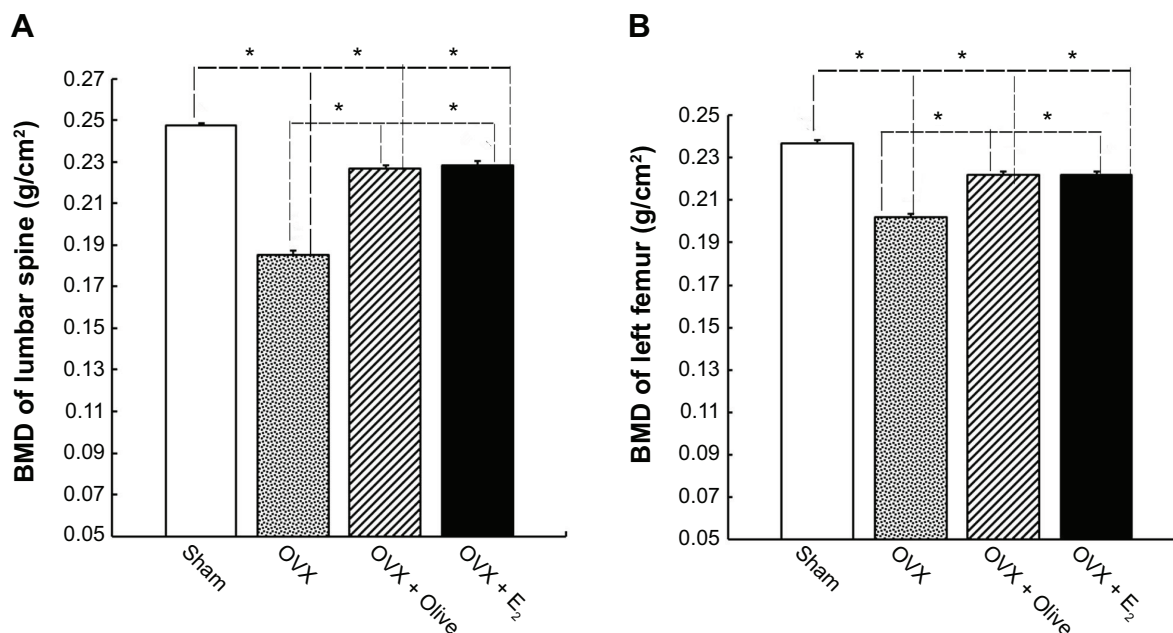 A
* * *
* *
BMD of lumbar spine (g/cm²)
0.27
0.25
0.23
0.21
0.19
0.17
0.15
0.13
0.11
0.09
0.07
0.05
Sham
OVX
OVX + Olive
OVX + E₂
B
* * *
* *
BMD of left femur (g/cm²)
0.27
0.25
0.23
0.21
0.19
0.17
0.15
0.13
0.11
0.09
0.07
0.05
Sham
OVX
OVX + Olive
OVX + E₂